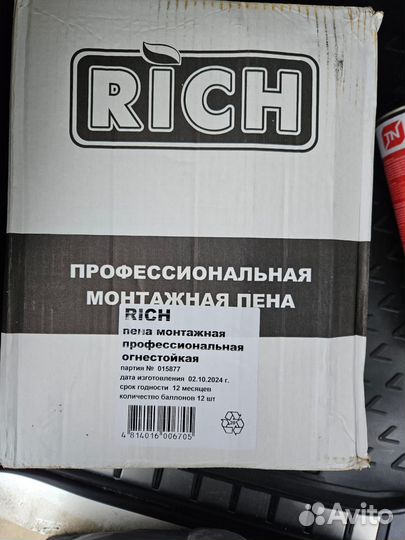 RICH
ПРОФЕССИОНАЛЬНАЯ
МОНТАЖНАЯ ПЕНА
RICH
пена монтажная
профессиональная
огнестойкая
партия № 015877
дата изготовления 02.10.2024 г.
срок годности 12 месяцев
количество баллонов 12 шт
4 814016 006705
JN
Avito